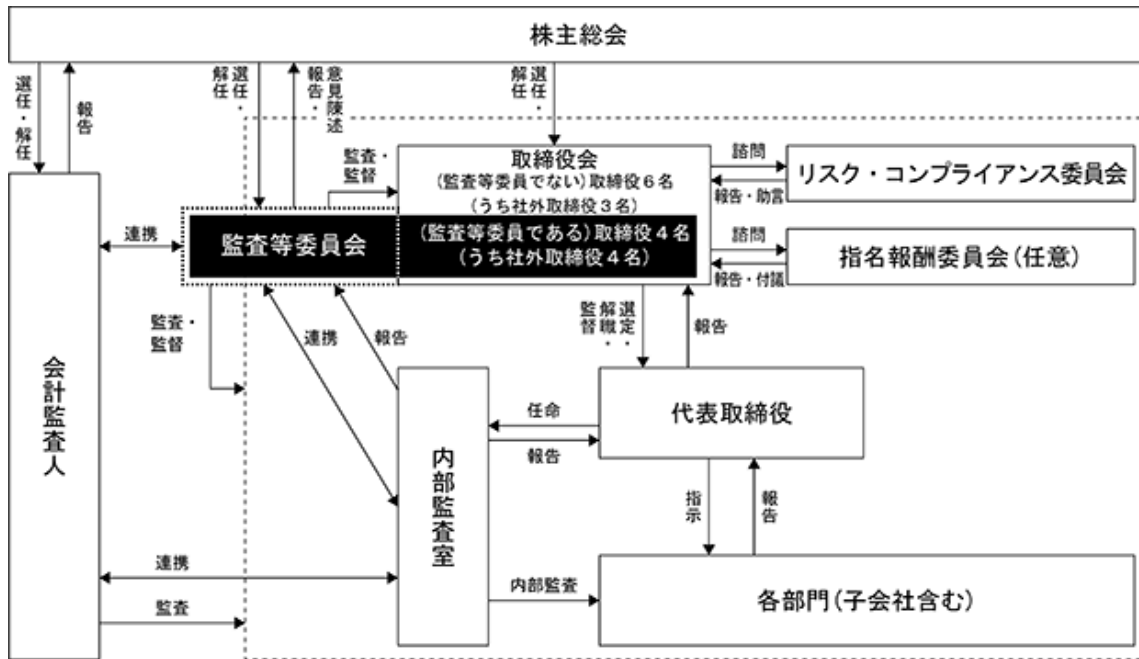 株主総会
選任・解任
報告
選任・
解任
意見陳述
報告・
選任・
解任
監査・
監督
取締役会
(監査等委員でない)取締役6名
(うち社外取締役3名)
(監査等委員である)取締役4名
(うち社外取締役4名)
諮問
報告・助言
リスク・コンプライアンス委員会
連携
監査等委員会
諮問
報告・付議
指名報酬委員会(任意)
監査・
監督
連携
報告
選定・
解職・
監督
報告
会計監査人
内部監査室
任命
報告
代表取締役
指示
報告
連携
監査
内部監査
各部門(子会社含む)